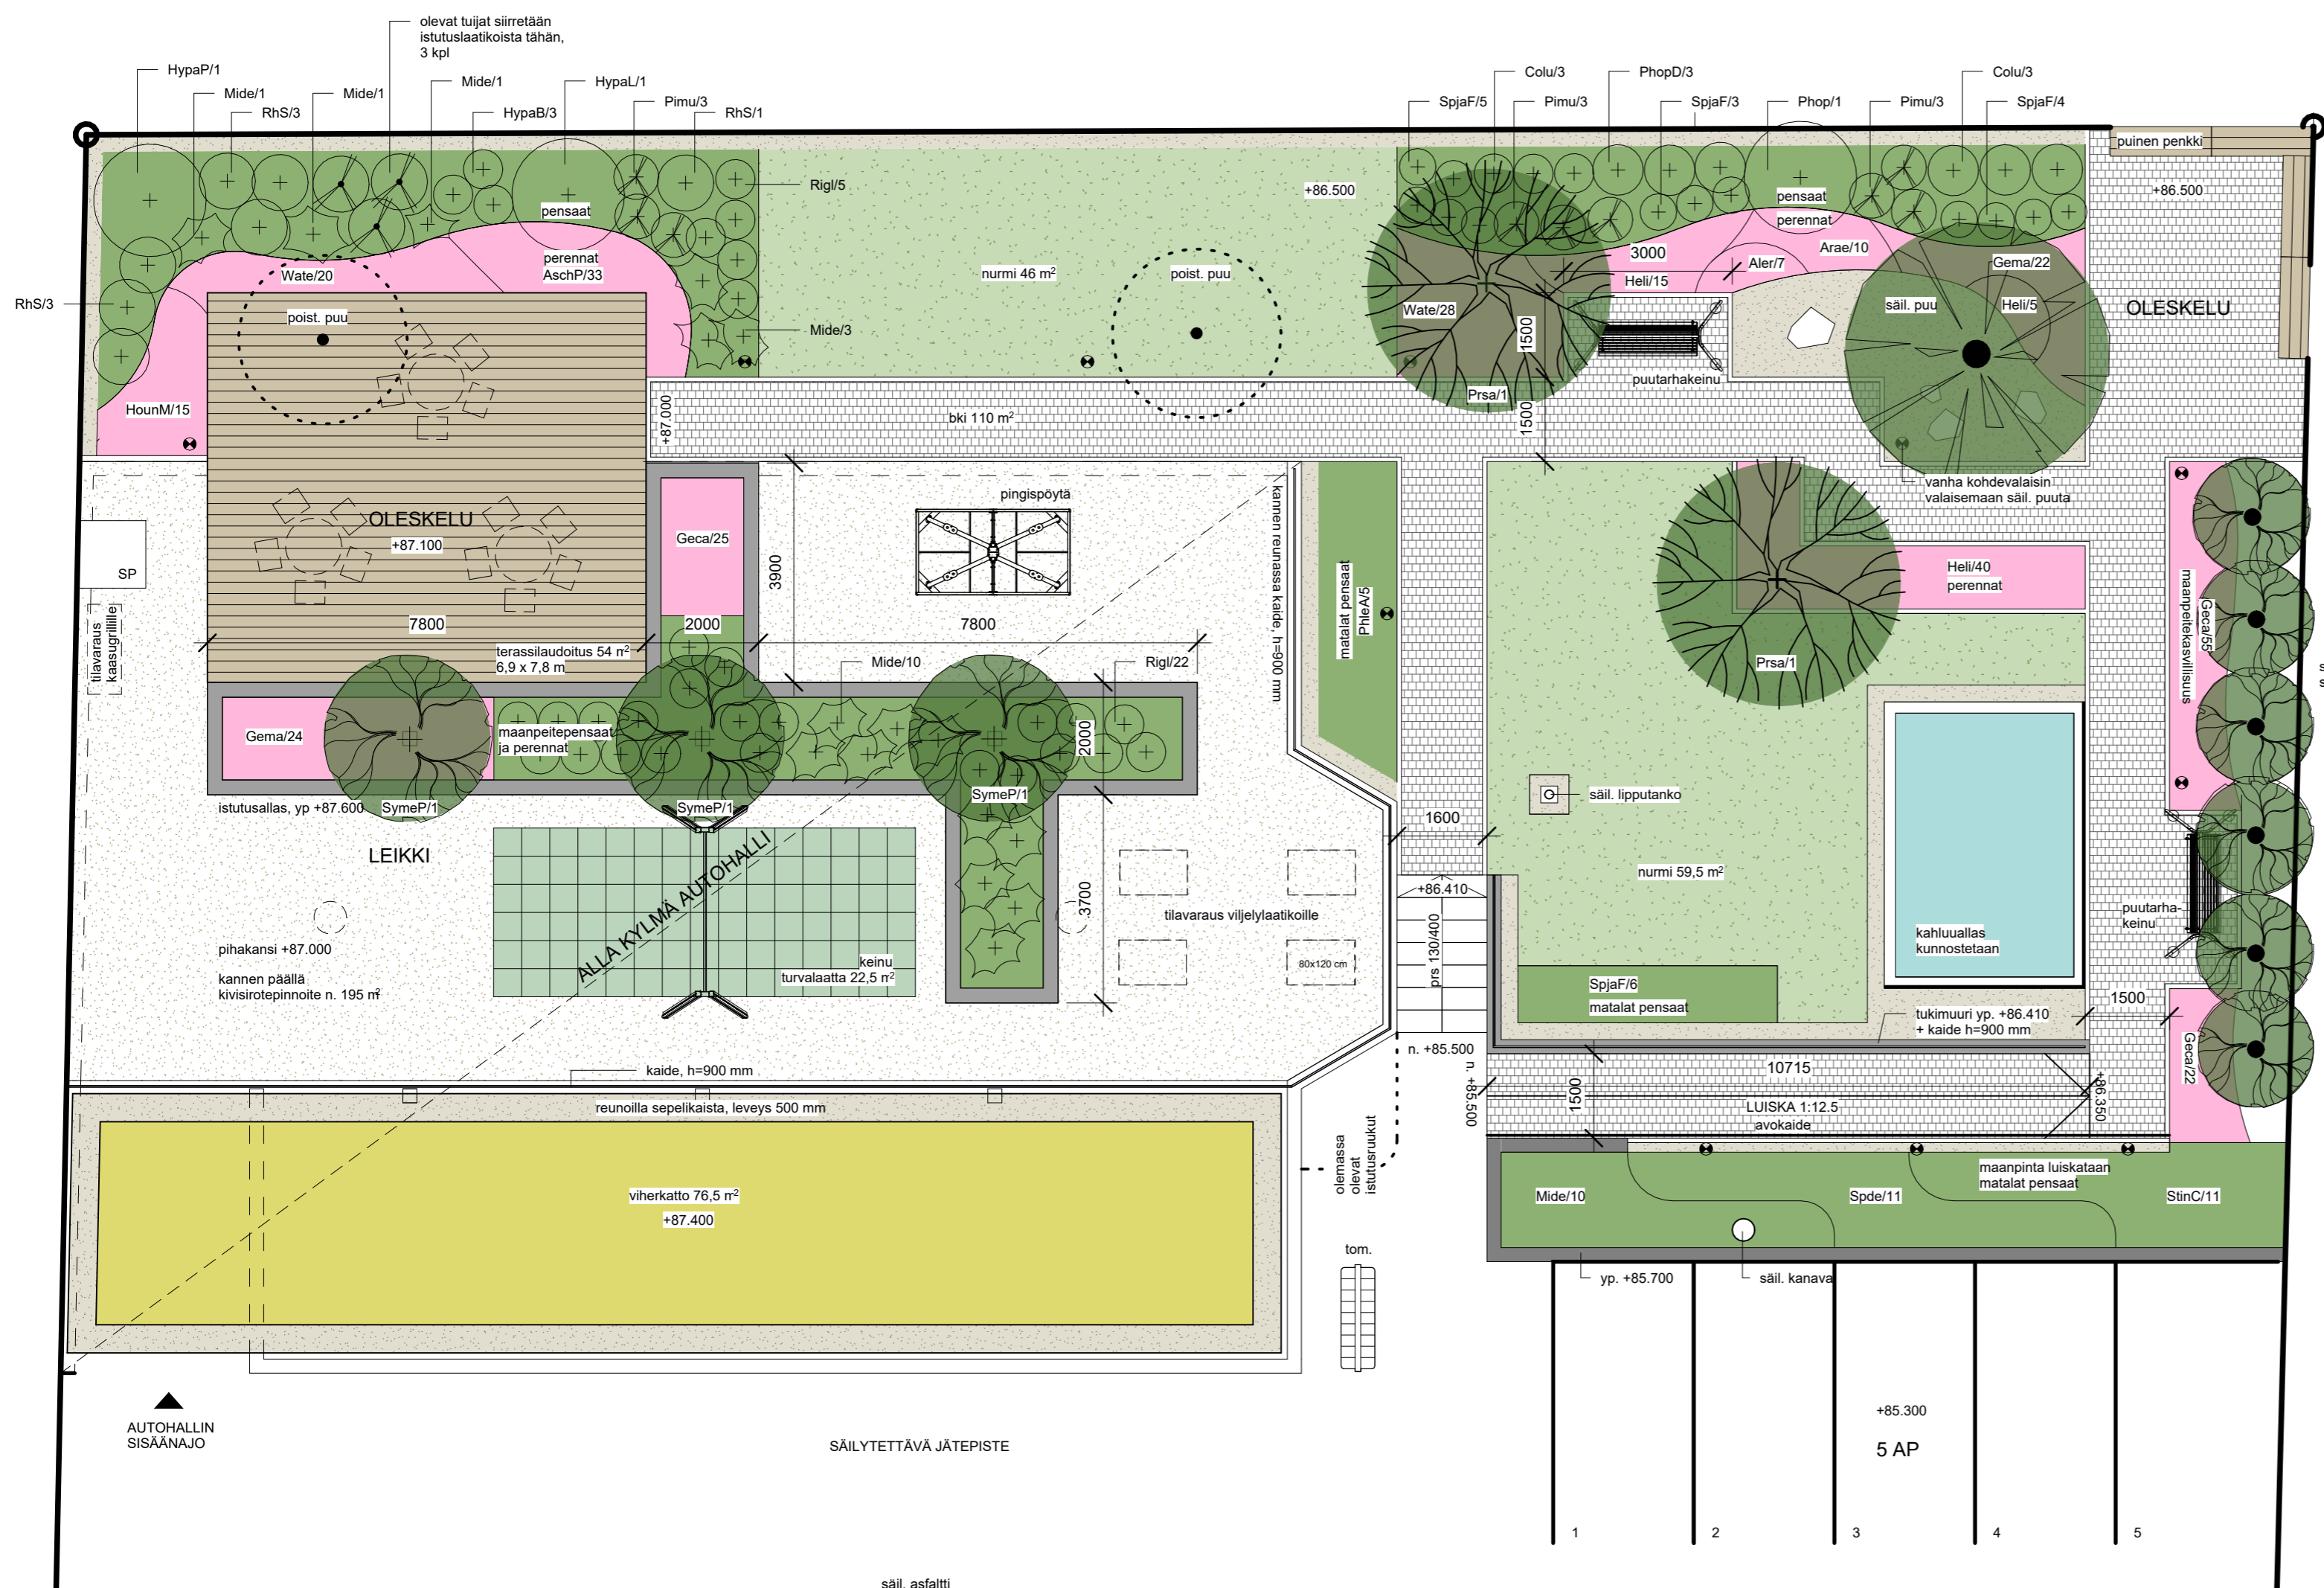 olevat tuijat siirretään
istutuslaatikoista tähän,
3 kpl
HypaP/1
Mide/1
RhS/3
Mide/1
Mide/1
HypaB/3
HypaL/1
Pimu/3
RhS/1
SpjaF/5
Colu/3
Pimu/3
PhopD/3
SpjaF/3
Phop/1
Pimu/3
Colu/3
SpjaF/4
puinen penkki
Rigl/5
+86.500
+86.500
pensaat
pensaat
perennat
perennat
AschP/33
Wate/20
nurmi 46 m²
poist. puu
poist. puu
3000
Arae/10
Aler/7
Heli/15
Gema/22
säil. puu
Heli/5
OLESKELU
RhS/3
Mide/3
Wate/28
1500
puutarhakeinu
Prsa/1
1500
HounM/15
+87.000
bki 110 m²
vanha kohdevalaisin
valaisemaan säil. puuta
pingispöytä
kannen reunassa kaide, h=900 mm
OLESKELU
+87.100
Geca/25
3900
SP
tilavaraus
kaasugrillille
matalat pensaat
PhleA/5
Heli/40
perennat
maanpeitekasvillisuus
Geca/55
7800
2000
7800
terassilaudoitus 54 m²
6,9 x 7,8 m
Mide/10
Rigl/22
Prsa/1
s
s
Gema/24
maanpeitepensaat
ja perennat
2000
istutusallas, yp +87.600
SymeP/1
SymeP/1
SymeP/1
säil. lipputanko
1600
LEIKKI
ALLA KYLMÄ AUTOHALLI
3700
nurmi 59,5 m²
+86.410
tilavaraus viljelylaatikoille
prs 130/400
puutarha-
keinu
kahluuallas
kunnostetaan
pihakansi +87.000
kannen päällä
kivisirotepinnoite n. 195 m²
keinu
turvalaatta 22,5 m²
80x120 cm
SpjaF/6
matalat pensaat
1500
tukimuuri yp. +86.410
+ kaide h=900 mm
n. +85.500
n. +85.500
kaide, h=900 mm
10715
1500
+86.350
Geca/22
reunoilla sepelikaista, leveys 500 mm
LUISKA 1:12.5
avokaide
olemassa
olevat
istutusruukut
maanpinta luiskataan
matalat pensaat
viherkatto 76,5 m²
+87.400
Mide/10
Spde/11
StinC/11
tom.
yp. +85.700
säil. kanava
AUTOHALLIN
SISÄÄNAJO
SÄILYTETTÄVÄ JÄTEPISTE
+85.300
5 AP
1
2
3
4
5
säil. asfaltti